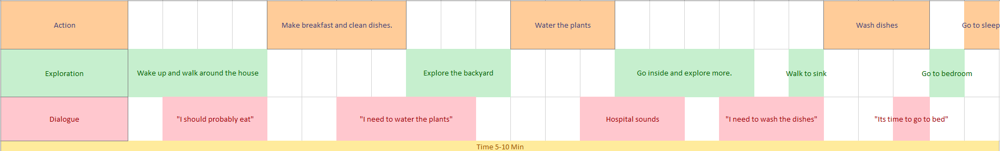 Action
Make breakfast and clean dishes.
Water the plants
Wash dishes
Go to sleep
Exploration
Wake up and walk around the house
Explore the backyard
Go inside and explore more.
Walk to sink
Go to bedroom
Dialogue
"I should probably eat"
"I need to water the plants"
Hospital sounds
"I need to wash the dishes"
"Its time to go to bed"
Time 5-10 Min